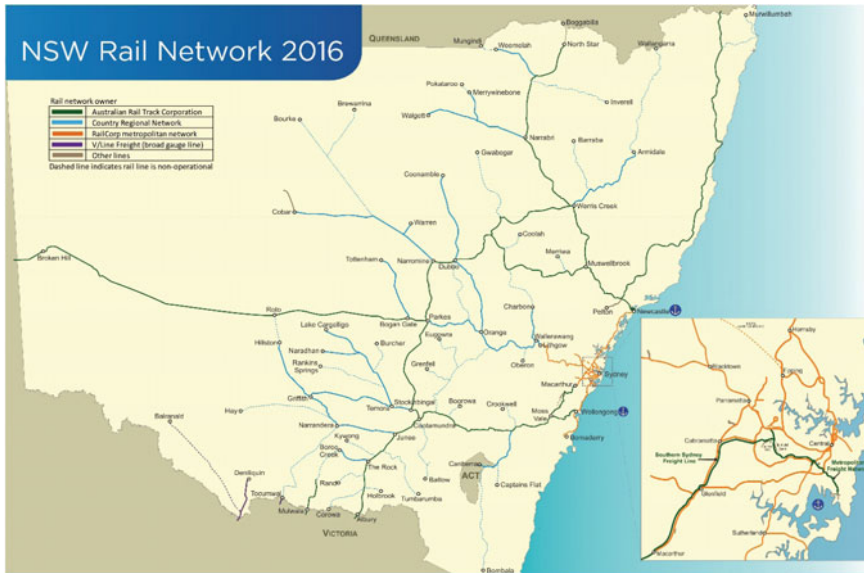 NSW Rail Network 2016
QUEENSLAND
Murwillumbah
Boggabilla
Mungindi
Weemelah
North Star
Wallangarra
Rail network owner
Australian Rail Track Corporation
Country Regional Network
RailCorp metropolitan network
V/Line Freight (broad gauge line)
Other lines
Dashed line indicates rail line is non-operational
Pokataroo
Merrywinebone
Brewarrina
Inverell
Bourke
Walgett
Narrabri
Barraba
Gwabegar
Armidale
Coonamble
Werris Creek
Cobar
Warren
Coolah
Merriwa
Broken Hill
Tottenham
Narromine
Dubbo
Muswellbrook
Charbon
Pelton
Newcastle
Roto
Bogan Gate
Parkes
Lake Cargelligo
Orange
Wallerawang
Lithgow
Hillston
Burcher
Eugowra
Naradhan
Rankins
Springs
Grenfell
Oberon
Sydney
Macarthur
Griffith
Stockinbingal
Temora
Boorowa
Crookwell
Moss
Vale
Wollongong
Balranald
Hay
Narrandera
Cootamundra
Junee
Bomaderry
Kywong
Boree
Creek
The Rock
Canberra
ACT
Deniliquin
Tocumwal
Rand
Batlow
Captains Flat
Holbrook
Tumbarumba
Mulwala
Corowa
Albury
VICTORIA
Bombala
Hornsby
Blacktown
Epping
Parramatta
Cabramatta
Central
Southern Sydney
Freight Line
Metropolitan
Freight Network
Glenfield
Sutherland
Macarthur